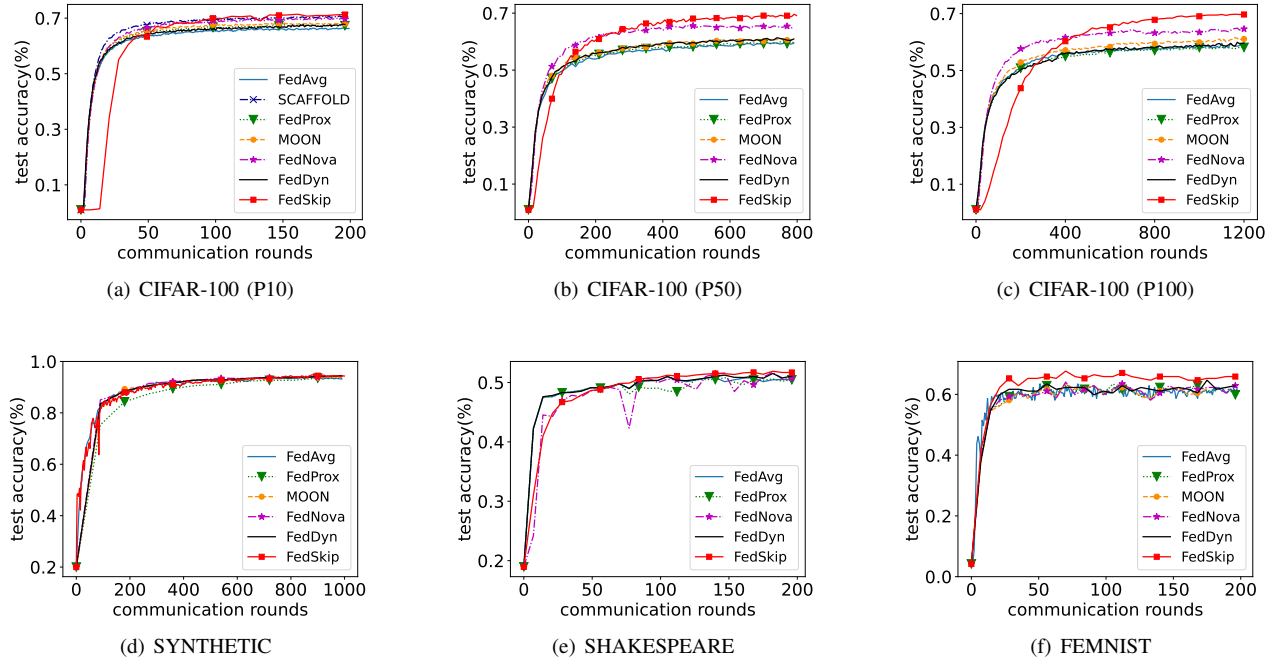 test accuracy(%)
0.7
0.5
0.3
0.1
FedAvg
SCAFFOLD
FedProx
MOON
FedNova
FedDyn
FedSkip
0 50 100 150 200
communication rounds
(a) CIFAR-100 (P10)
test accuracy(%)
0.7
0.5
0.3
0.1
FedAvg
FedProx
MOON
FedNova
FedDyn
FedSkip
0 200 400 600 800
communication rounds
(b) CIFAR-100 (P50)
test accuracy(%)
0.7
0.5
0.3
0.1
FedAvg
FedProx
MOON
FedNova
FedDyn
FedSkip
0 200 400 600 800 1000 1200
communication rounds
(c) CIFAR-100 (P100)
test accuracy(%)
1.0
0.8
0.6
0.4
0.2
FedAvg
FedProx
MOON
FedNova
FedDyn
FedSkip
0 200 400 600 800 1000
communication rounds
(d) SYNTHETIC
test accuracy(%)
0.5
0.4
0.3
0.2
FedAvg
FedProx
FedNova
FedDyn
FedSkip
0 50 100 150 200
communication rounds
(e) SHAKESPEARE
test accuracy(%)
0.6
0.4
0.2
0.0
FedAvg
FedProx
MOON
FedNova
FedDyn
FedSkip
0 50 100 150 200
communication rounds
(f) FEMNIST